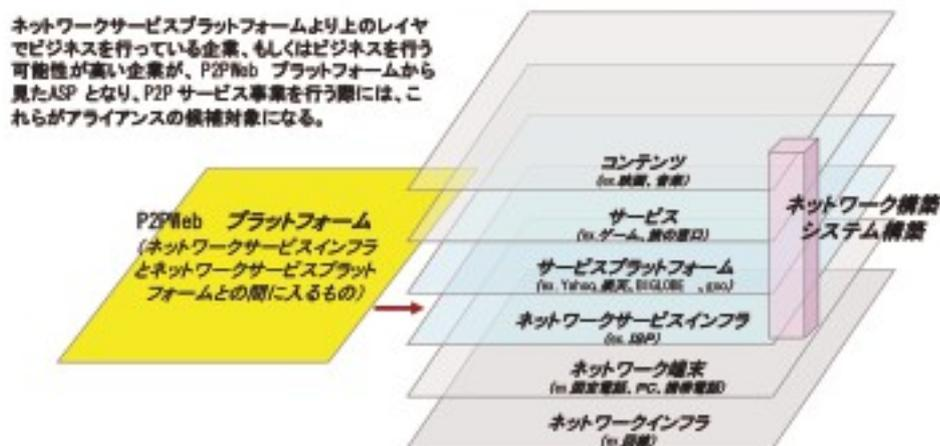 ネットワークサービスプラットフォームより上のレイヤ
でビジネスを行っている企業、もしくはビジネスを行う
可能性が高い企業が、P2PWeb プラットフォームから
見たASP となり、P2P サービス事業を行う際には、こ
れらがアライアンスの候補対象になる。
P2PWeb プラットフォーム
(ネットワークサービスインフラ
とネットワークサービスプラット
フォームとの間に入るもの)
コンテンツ
(ex.映画、音楽)
サービス
(ex.ゲーム、旅の窓口)
サービスプラットフォーム
(ex. Yahoo,楽天,BIGLOBE 、goo)
ネットワークサービスインフラ
(ex. ISP)
ネットワーク端末
(ex.固定電話、PC、携帯電話)
ネットワークインフラ
(ex.回線)
ネットワーク構築
システム構築